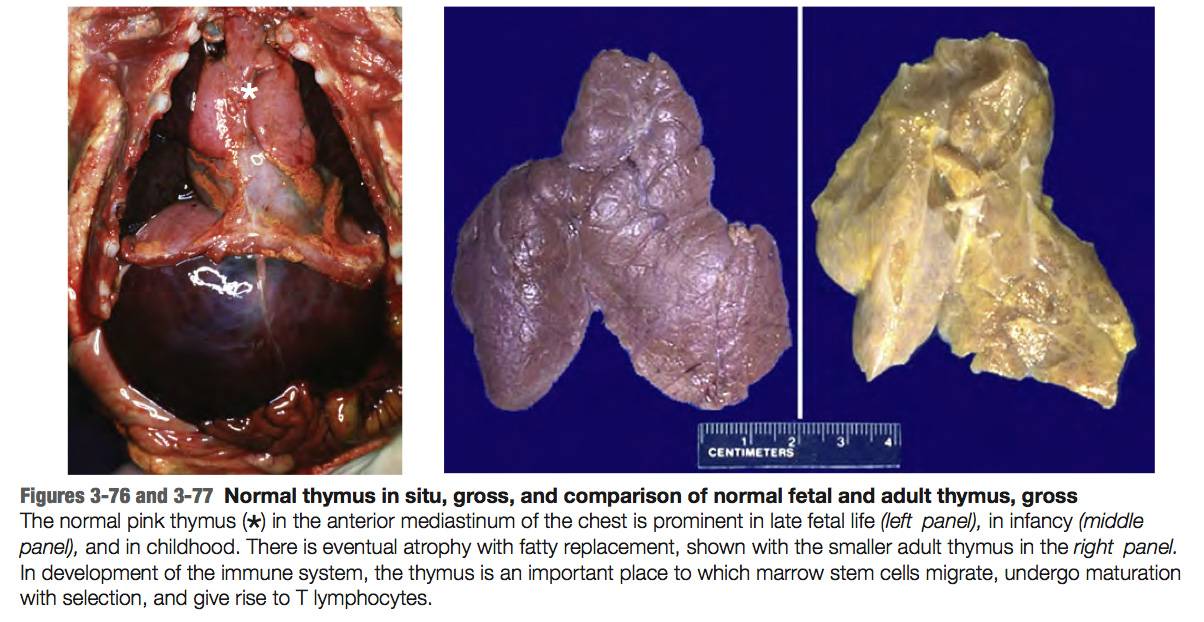 *
1 2 3 4
CENTIMETERS
Figures 3-76 and 3-77 Normal thymus in situ, gross, and comparison of normal fetal and adult thymus, gross
The normal pink thymus (*) in the anterior mediastinum of the chest is prominent in late fetal life (left panel), in infancy (middle
panel), and in childhood. There is eventual atrophy with fatty replacement, shown with the smaller adult thymus in the right panel.
In development of the immune system, the thymus is an important place to which marrow stem cells migrate, undergo maturation
with selection, and give rise to T lymphocytes.